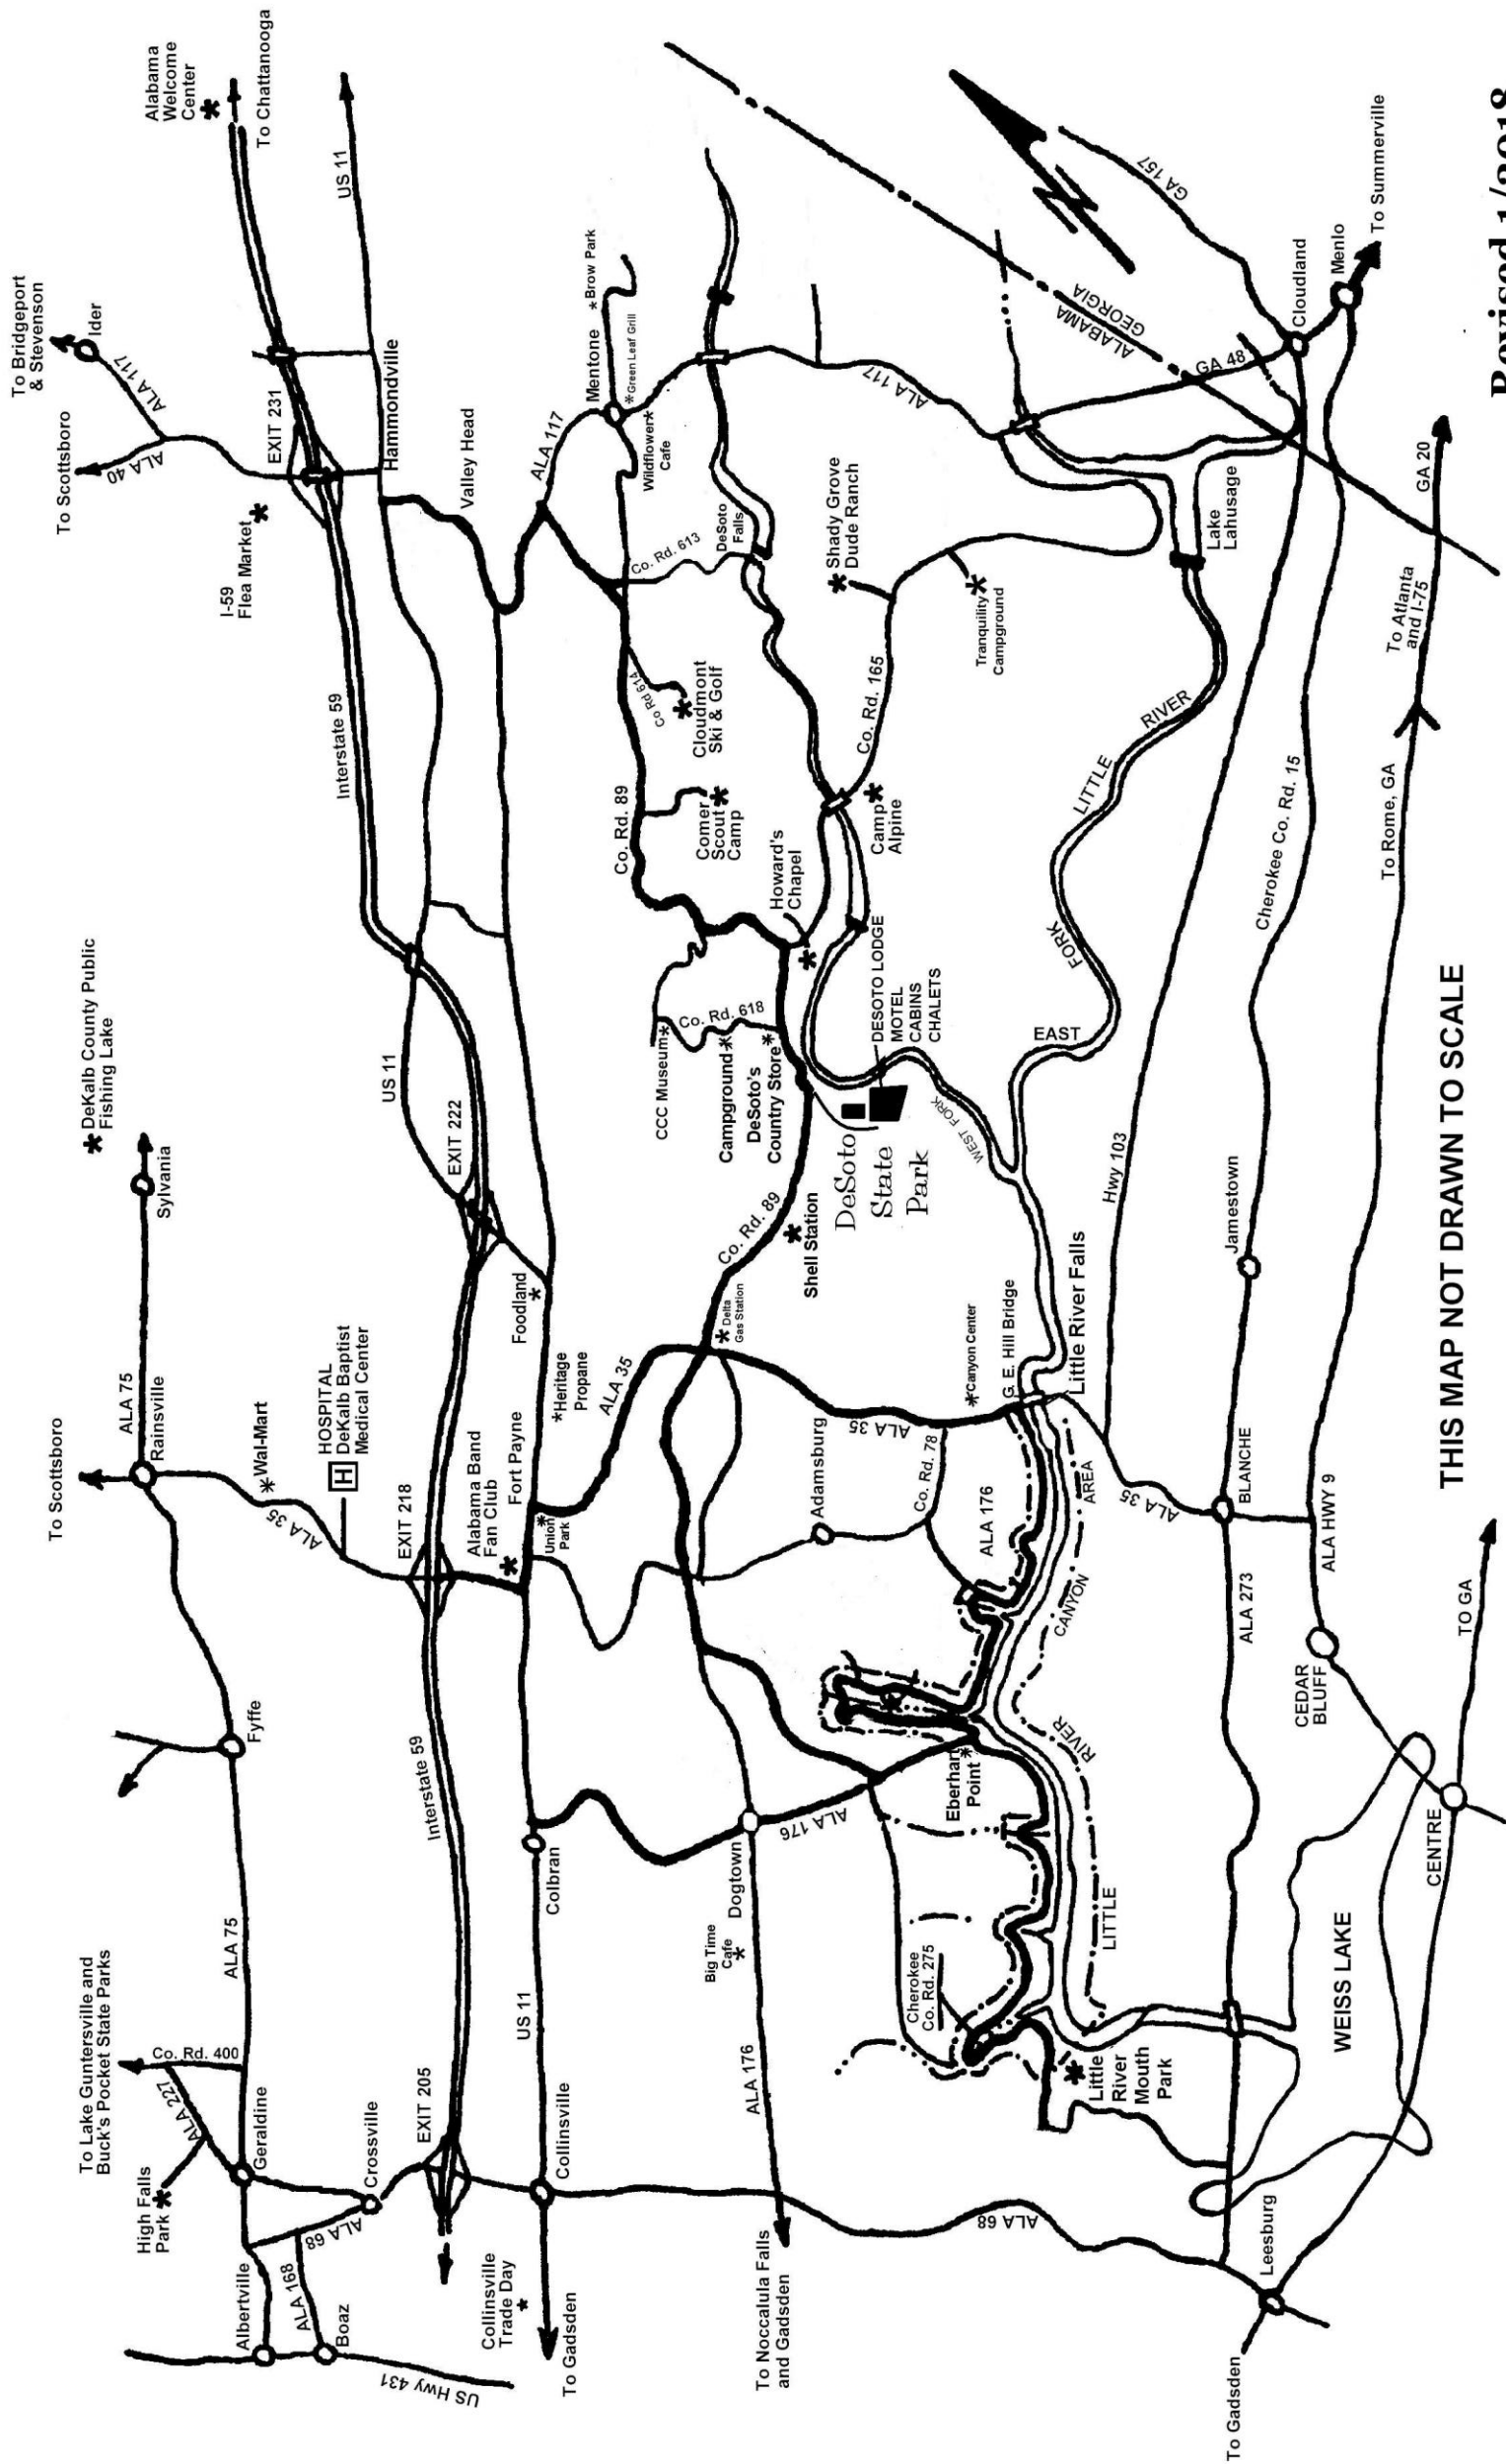 Alabama
Welcome
Center
To Chattanooga
US 11
To Bridgeport
& Stevenson
Ider
ALA 117
To Scottsboro
ALA 40
EXIT 231
Hammondville
I-59
Flea Market
Valley Head
ALA 117
Mentone
Brow Park
Green Leaf Grill
Wildflower
Cafe
DeSoto
Falls
Co. Rd. 613
Co Rd 614
Cloudmont
Ski & Golf
Comer
Scout
Camp
Co. Rd. 89
Interstate 59
Howard's
Chapel
Camp
Alpine
Co. Rd. 165
Shady Grove
Dude Ranch
Tranquility
Campground
ALA 117
ALABAMA
GEORGIA
GA 157
GA 48
Cloudland
Menlo
To Summerville
Lake
Lahusage
GA 20
To Atlanta
and I-75
To Rome, GA
Cherokee Co. Rd. 15
Hwy 103
EAST
FORK
LITTLE
RIVER
WEST FORK
DESOTO LODGE
MOTEL
CABINS
CHALETS
DeSoto
State
Park
CCC Museum
Co. Rd. 618
Campground
DeSoto's
Country Store
Shell Station
Co. Rd. 89
Delta
Gas Station
DeKalb County Public
Fishing Lake
Sylvania
US 11
EXIT 222
Foodland
Heritage
Propane
ALA 35
To Scottsboro
ALA 75
Rainsville
Wal-Mart
HOSPITAL
DeKalb Baptist
Medical Center
H
ALA 35
EXIT 218
Alabama Band
Fan Club
Fort Payne
Union
Park
Adamsburg
ALA 35
Co. Rd. 78
Canyon Center
G. E. Hill Bridge
Little River Falls
ALA 176
Jamestown
BLANCHE
ALA 35
ALA HWY 9
ALA 273
CEDAR
BLUFF
TO GA
CENTRE
WEISS LAKE
LITTLE
RIVER
CANYON
AREA
Eberhart
Point
ALA 176
Dogtown
Big Time
Cafe
Cherokee
Co. Rd. 275
Little
River
Mouth
Park
Fyffe
ALA 75
Interstate 59
Colbran
US 11
To Lake Guntersville and
Buck's Pocket State Parks
Co. Rd. 400
ALA 227
High Falls
Park
Geraldine
Crossville
EXIT 205
Collinsville
ALA 176
ALA 68
Albertville
ALA 168
Boaz
US Hwy 431
ALA 68
Collinsville
Trade Day
To Gadsden
To Noccalula Falls
and Gadsden
Leesburg
To Gadsden
THIS MAP NOT DRAWN TO SCALE
Revised 1/2018